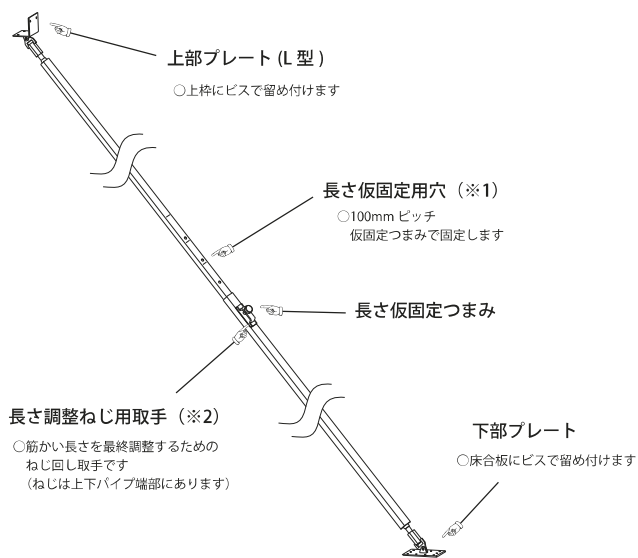 上部プレート (L 型 )
○上枠にビスで留め付けます
長さ仮固定用穴（※1）
○100mm ピッチ
仮固定つまみで固定します
長さ仮固定つまみ
長さ調整ねじ用取手（※2）
○筋かい長さを最終調整するための
ねじ回し取手です
（ねじは上下パイプ端部にあります）
下部プレート
○床合板にビスで留め付けます